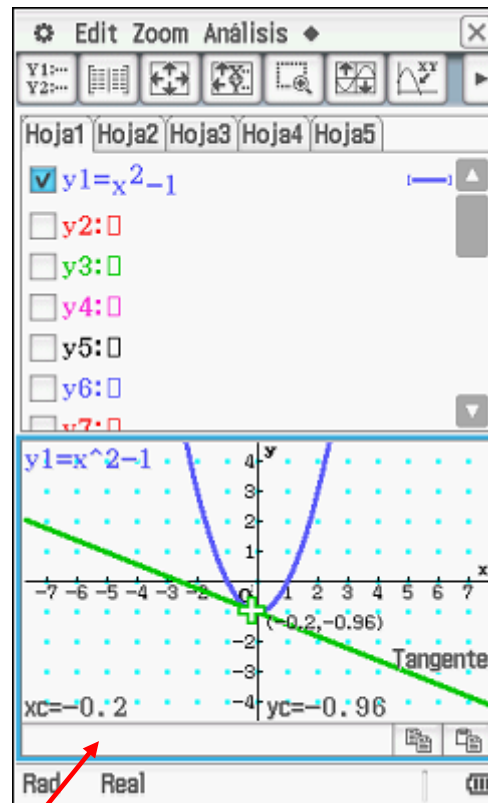 Edit Zoom Análisis ◆
Y1:··· Y2:··· XY
Hoja1 Hoja2 Hoja3 Hoja4 Hoja5
y1=x²-1
y2:□
y3:□
y4:□
y5:□
y6:□
y7:□
y1=x^2-1
y
4
3
2
1
x
-7 -6 -5 -4 -3 -2 0 1 2 3 4 5 6 7
(-0.2,-0.96)
-2
Tangente
-3
-4
xc=-0.2 yc=-0.96
Rad Real